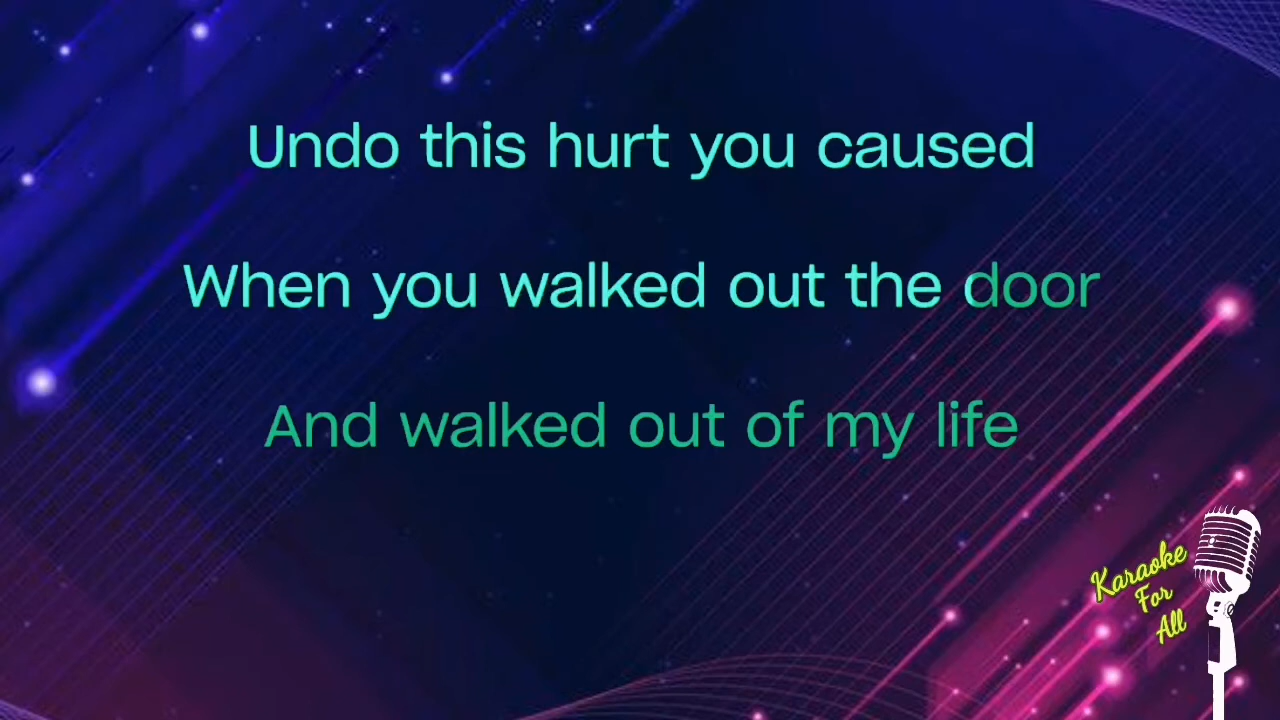 Undo this hurt you caused
When you walked out the door
And walked out of my life
Karaoke
For
All